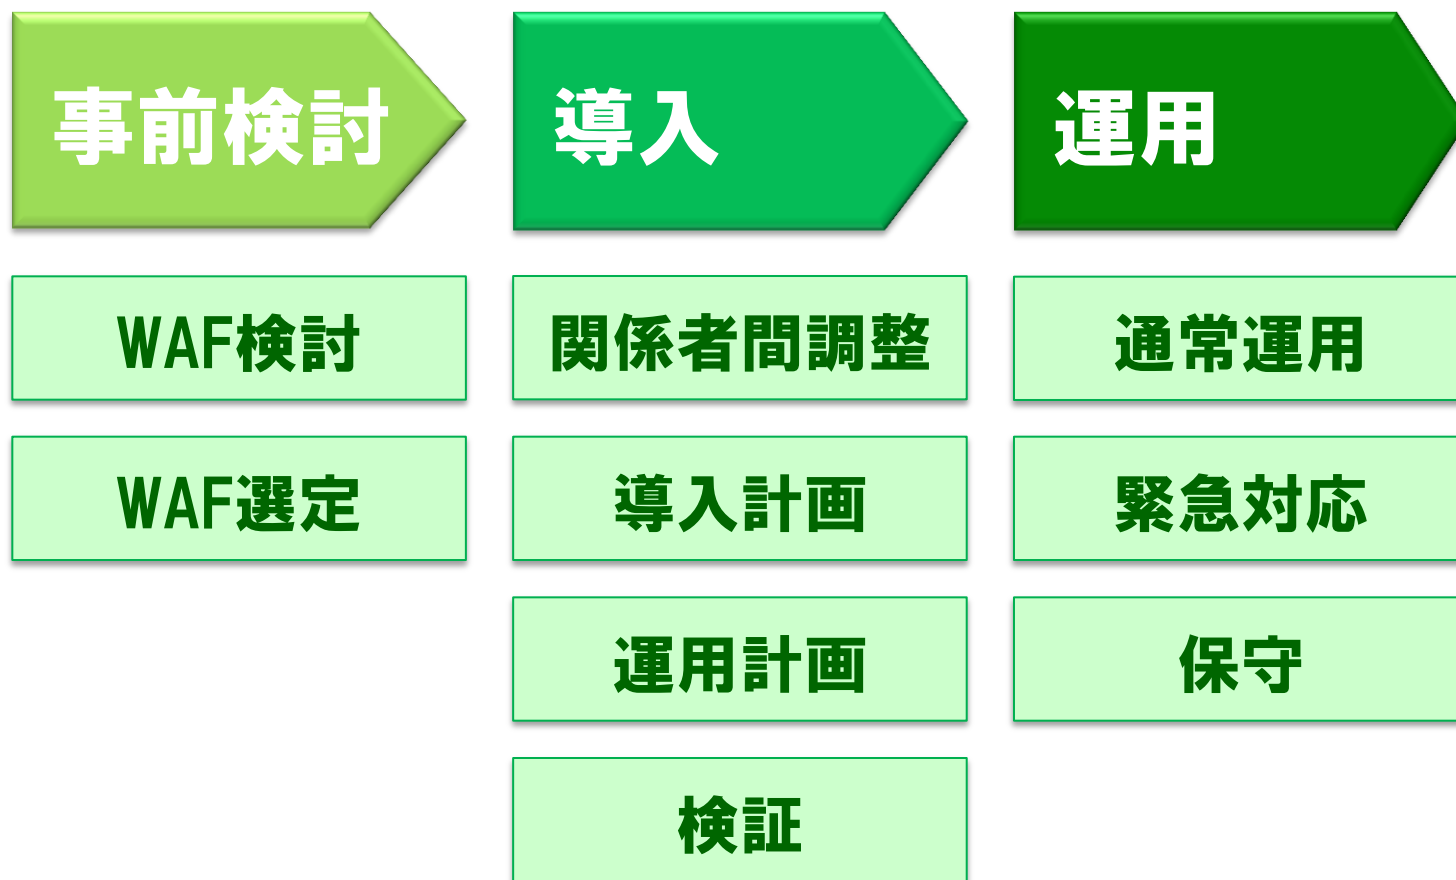 事前検討
導入
運用
WAF検討
関係者間調整
通常運用
WAF選定
導入計画
緊急対応
運用計画
保守
検証